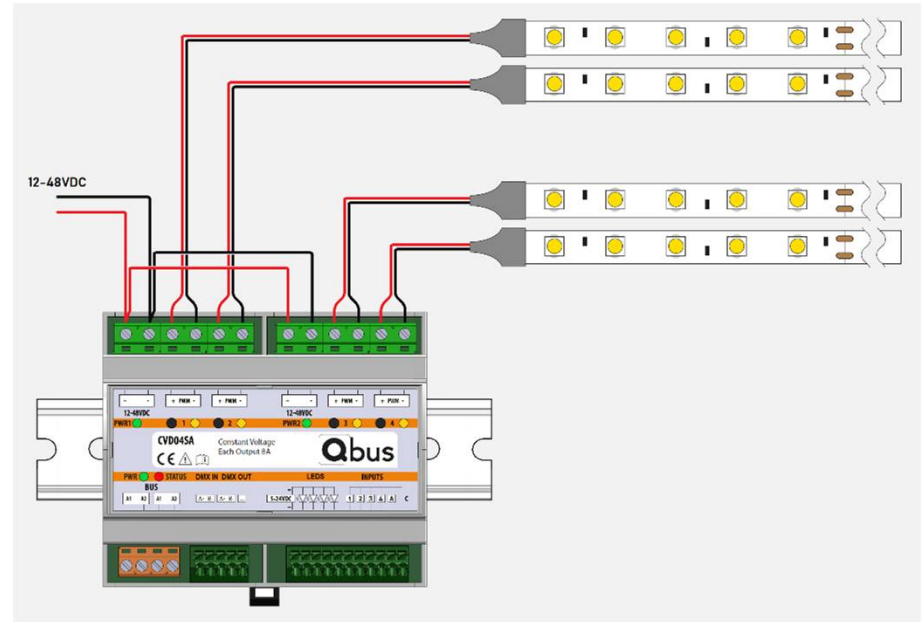 12-48VDC
- - + PWM - + PWM - - - + PWM - + PWM -
12-48VDC 12-48VDC
PWR1 1 2 PWR2 3 4
CVD04SA Constant Voltage
CE Each Output 8A
Qbus
PWR STATUS DMX IN DMX OUT LEDS INPUTS
BUS
A1 A2 A1 A2 5-24VDC 1 2 3 4 A C